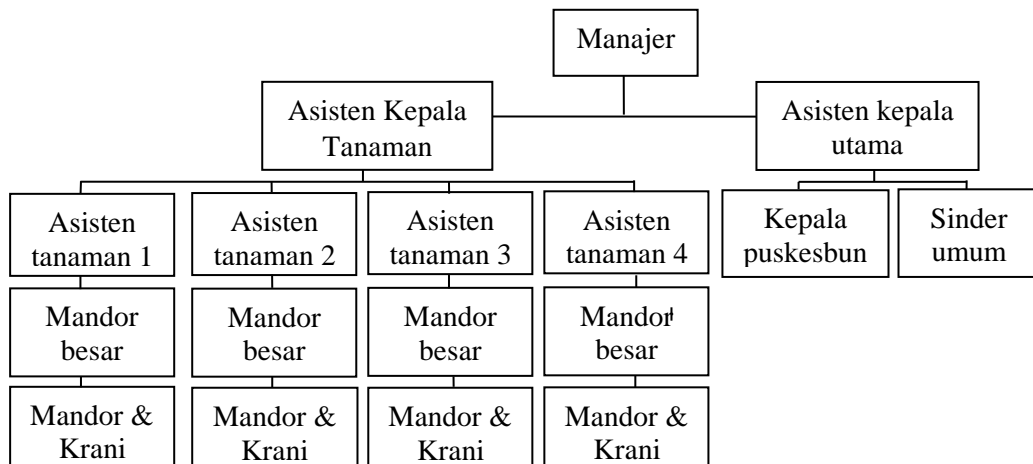 Manajer
Asisten Kepala
Tanaman
Asisten kepala
utama
Asisten
tanaman 1
Asisten
tanaman 2
Asisten
tanaman 3
Asisten
tanaman 4
Kepala
puskesbun
Sinder
umum
Mandor
besar
Mandor
besar
Mandor
besar
Mandor
besar
Mandor &
Krani
Mandor &
Krani
Mandor &
Krani
Mandor &
Krani